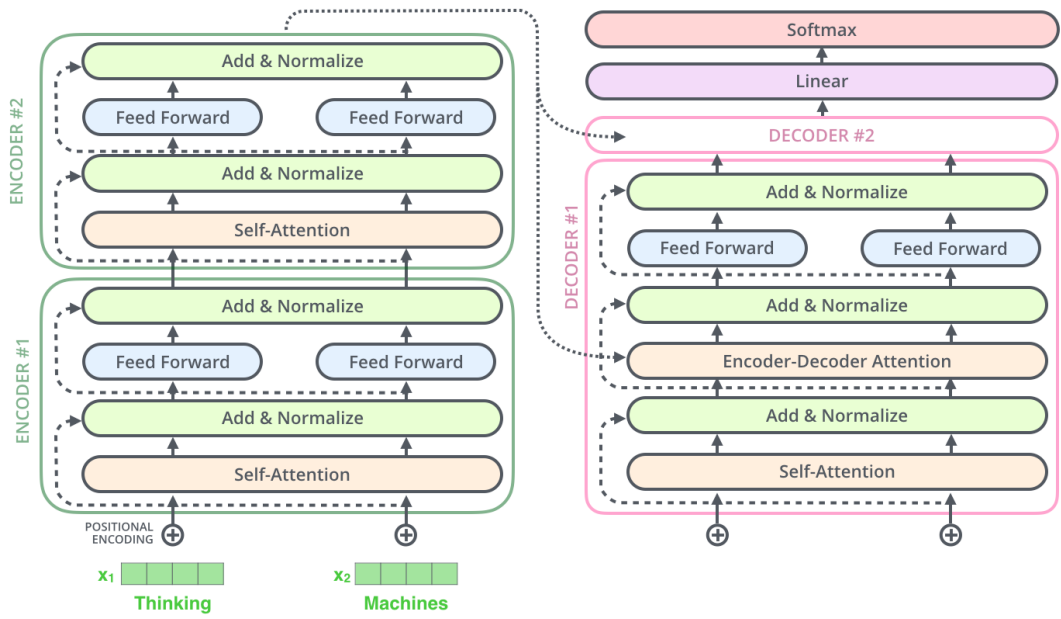 ENCODER #2
Add & Normalize
Feed Forward
Feed Forward
Add & Normalize
Self-Attention
ENCODER #1
Add & Normalize
Feed Forward
Feed Forward
Add & Normalize
Self-Attention
POSITIONAL
ENCODING
x₁
x₂
Thinking
Machines
Softmax
Linear
DECODER #2
DECODER #1
Add & Normalize
Feed Forward
Feed Forward
Add & Normalize
Encoder-Decoder Attention
Add & Normalize
Self-Attention